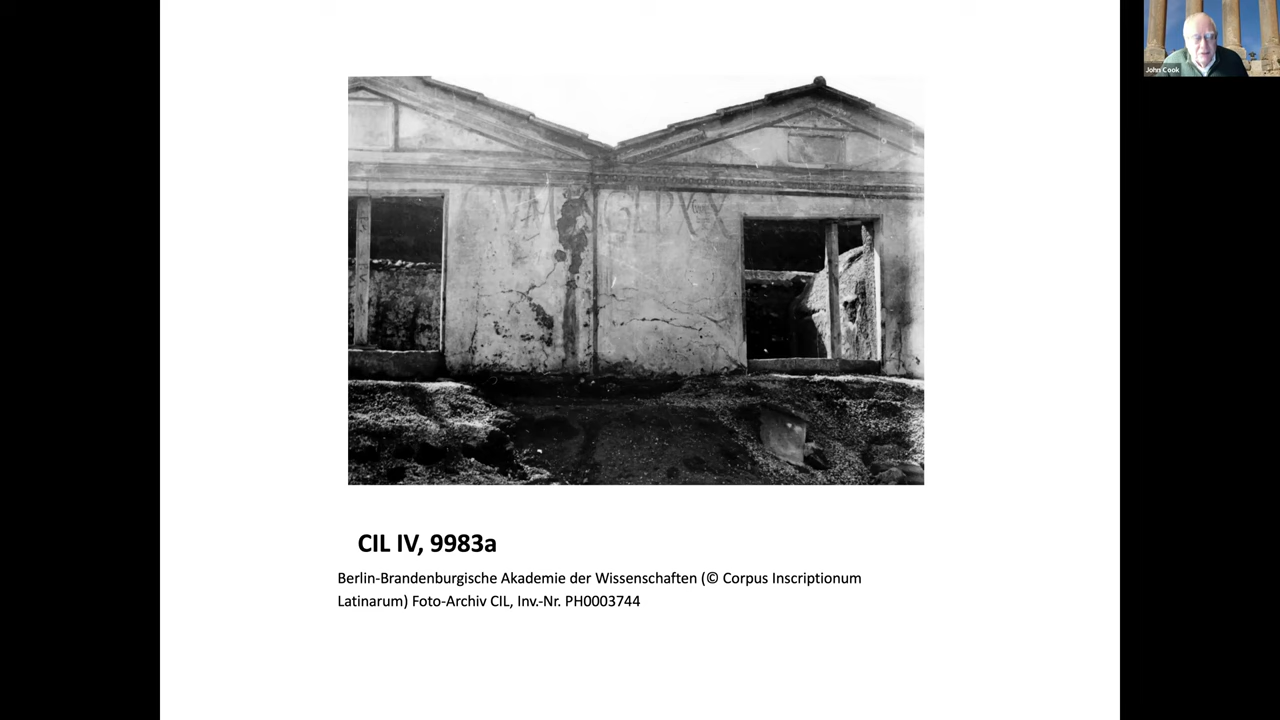 John Cook
CIL IV, 9983a
Berlin-Brandenburgische Akademie der Wissenschaften (© Corpus Inscriptionum
Latinarum) Foto-Archiv CIL, Inv.-Nr. PH0003744